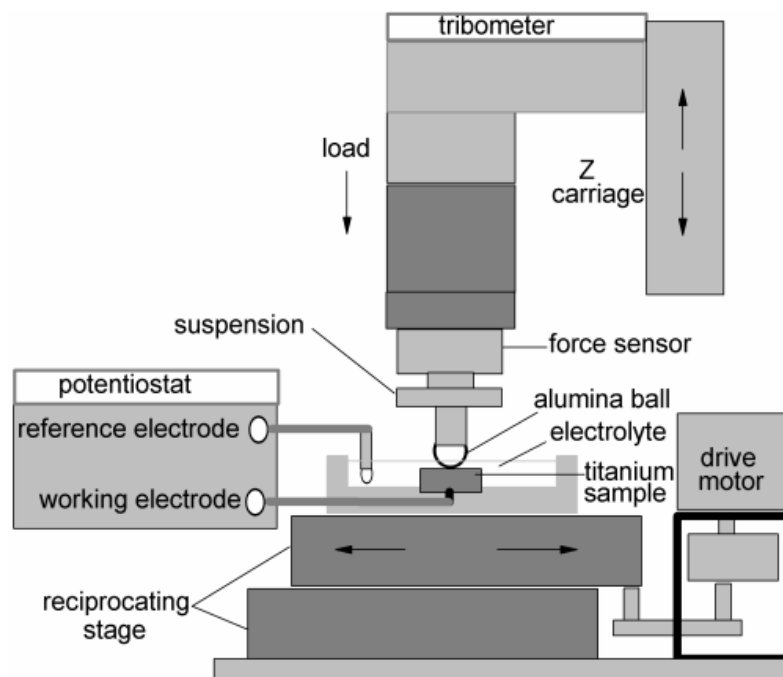 tribometer
load
Z
carriage
suspension
force sensor
potentiostat
alumina ball
reference electrode
electrolyte
titanium
sample
drive
motor
working electrode
reciprocating
stage